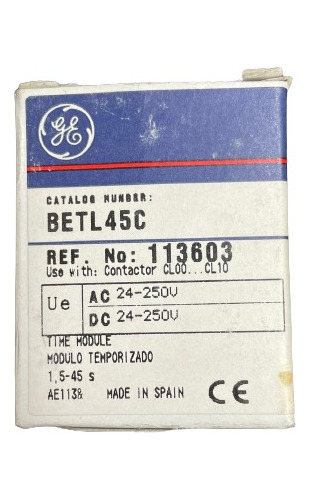 GE
CATALOG NUMBER:
BETL45C
REF. No: 113603
Use with: Contactor CL00...CL10
Ue
AC 24-250V
DC 24-250V
TIME MODULE
MODULO TEMPORIZADO
1,5-45 s
AE1138 MADE IN SPAIN CE